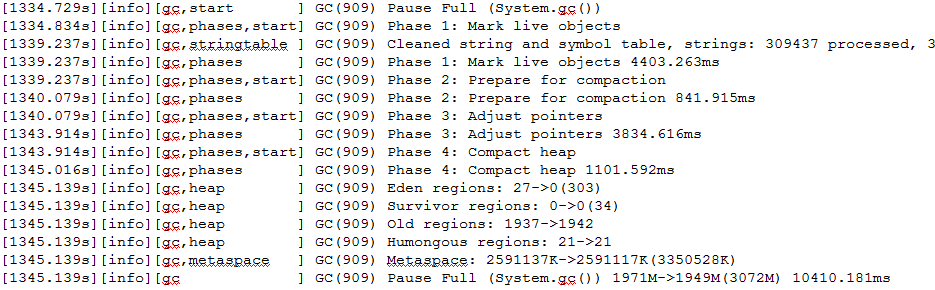 [1334.729s][info][gc,start       ] GC(909) Pause Full (System.gc())
[1334.834s][info][gc,phases,start] GC(909) Phase 1: Mark live objects
[1339.237s][info][gc,stringtable ] GC(909) Cleaned string and symbol table, strings: 309437 processed, 3
[1339.237s][info][gc,phases      ] GC(909) Phase 1: Mark live objects 4403.263ms
[1339.237s][info][gc,phases,start] GC(909) Phase 2: Prepare for compaction
[1340.079s][info][gc,phases      ] GC(909) Phase 2: Prepare for compaction 841.915ms
[1340.079s][info][gc,phases,start] GC(909) Phase 3: Adjust pointers
[1343.914s][info][gc,phases      ] GC(909) Phase 3: Adjust pointers 3834.616ms
[1343.914s][info][gc,phases,start] GC(909) Phase 4: Compact heap
[1345.016s][info][gc,phases      ] GC(909) Phase 4: Compact heap 1101.592ms
[1345.139s][info][gc,heap        ] GC(909) Eden regions: 27->0(303)
[1345.139s][info][gc,heap        ] GC(909) Survivor regions: 0->0(34)
[1345.139s][info][gc,heap        ] GC(909) Old regions: 1937->1942
[1345.139s][info][gc,heap        ] GC(909) Humongous regions: 21->21
[1345.139s][info][gc,metaspace   ] GC(909) Metaspace: 2591137K->2591117K(3350528K)
[1345.139s][info][gc             ] GC(909) Pause Full (System.gc()) 1971M->1949M(3072M) 10410.181ms